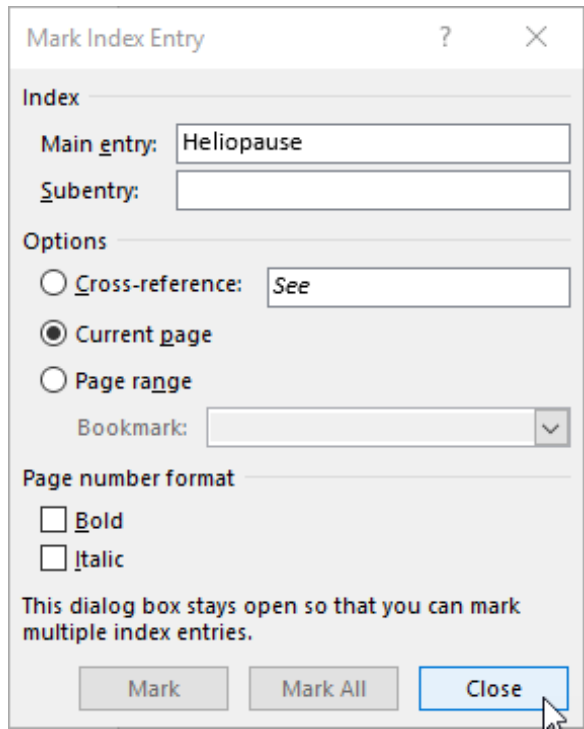 Mark Index Entry ?
Index
Main entry: Heliopause
Subentry:
Options
Cross-reference: See
Current page
Page range
Bookmark:
Page number format
Bold
Italic
This dialog box stays open so that you can mark
multiple index entries.
Mark Mark All Close